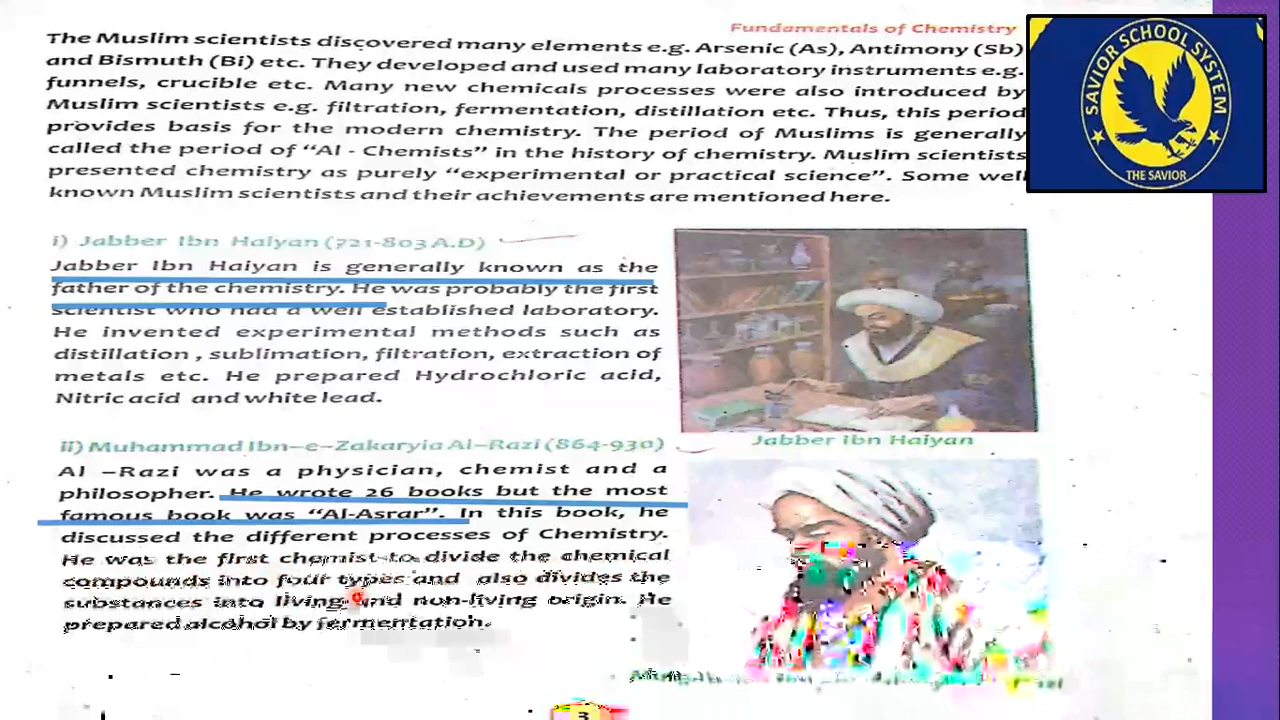 Fundamentals of Chemistry
The Muslim scientists discovered many elements e.g. Arsenic (As), Antimony (Sb)
and Bismuth (Bi) etc. They developed and used many laboratory instruments e.g.
funnels, crucible etc. Many new chemicals processes were also introduced by
Muslim scientists e.g. filtration, fermentation, distillation etc. Thus, this period
provides basis for the modern chemistry. The period of Muslims is generally
called the period of “Al - Chemists” in the history of chemistry. Muslim scientists
presented chemistry as purely “experimental or practical science”. Some well
known Muslim scientists and their achievements are mentioned here.
SAVIOR SCHOOL SYSTEM
THE SAVIOR
i) Jabber Ibn Haiyan (721-803 A.D)
Jabber Ibn Haiyan is generally known as the
father of the chemistry. He was probably the first
scientist who had a well established laboratory.
He invented experimental methods such as
distillation , sublimation, filtration, extraction of
metals etc. He prepared Hydrochloric acid,
Nitric acid and white lead.
Jabber Ibn Haiyan
ii) Muhammad Ibn–e–Zakaryia Al–Razi (864-930)
Al –Razi was a physician, chemist and a
philosopher. He wrote 26 books but the most
famous book was “Al-Asrar”. In this book, he
discussed the different processes of Chemistry.
He was the first chemist to divide the chemical
compounds into four types and also divides the
substances into living and non-living origin. He
prepared alcohol by fermentation.
3